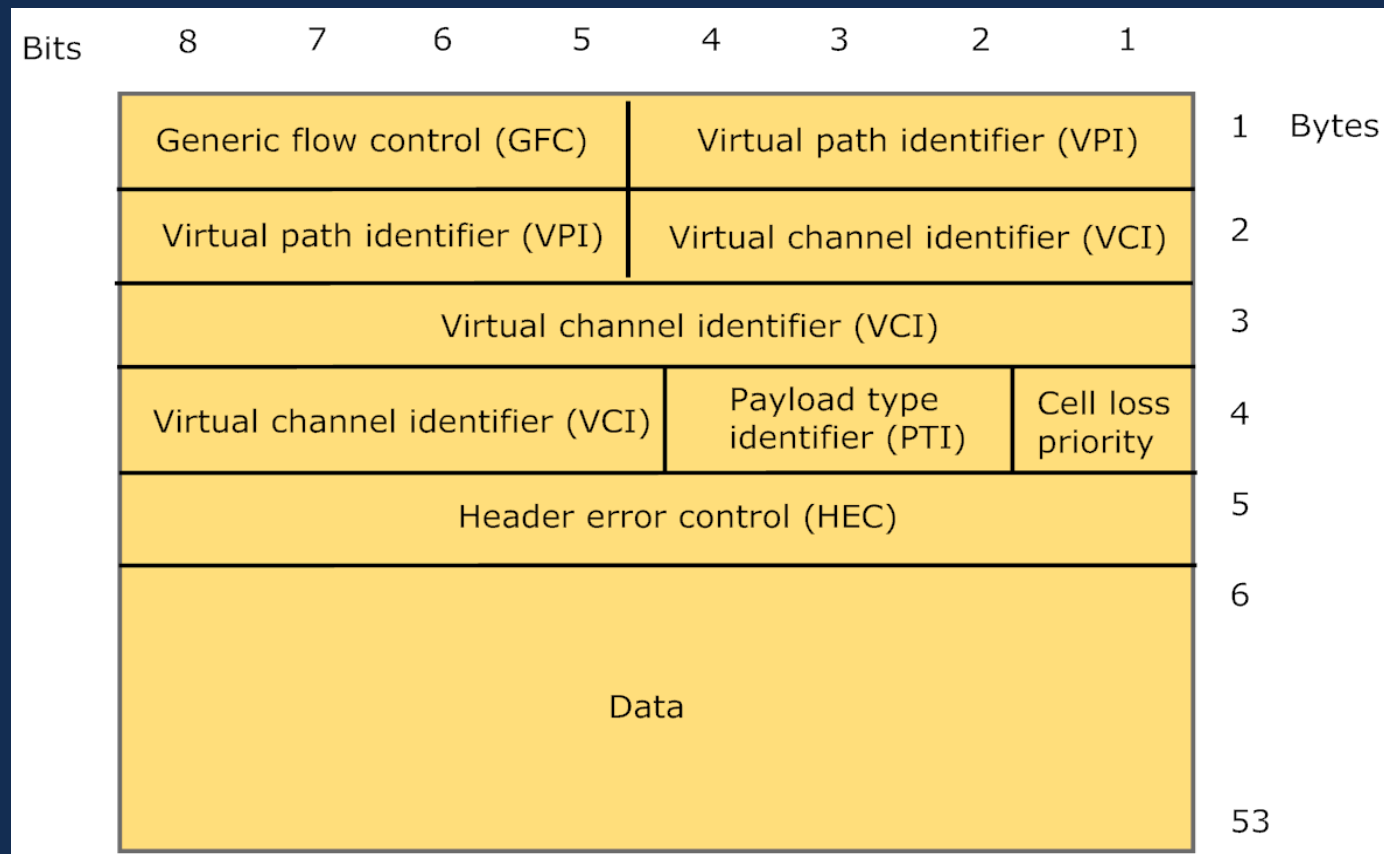 Bits 8 7 6 5 4 3 2 1
Generic flow control (GFC) Virtual path identifier (VPI) 1 Bytes
Virtual path identifier (VPI) Virtual channel identifier (VCI) 2
Virtual channel identifier (VCI) 3
Virtual channel identifier (VCI) Payload type identifier (PTI) Cell loss priority 4
Header error control (HEC) 5
6
Data
53